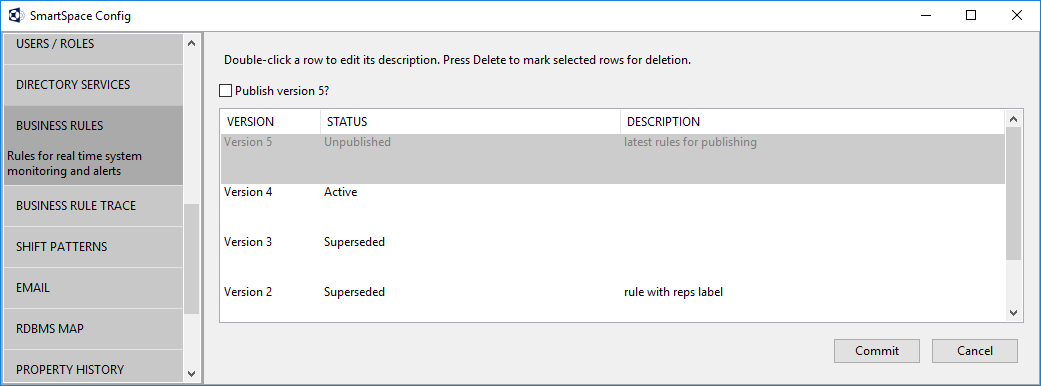 SmartSpace Config
USERS / ROLES
DIRECTORY SERVICES
BUSINESS RULES
Rules for real time system
monitoring and alerts
BUSINESS RULE TRACE
SHIFT PATTERNS
EMAIL
RDBMS MAP
PROPERTY HISTORY
Double-click a row to edit its description. Press Delete to mark selected rows for deletion.
Publish version 5?
VERSION STATUS DESCRIPTION
Version 5 Unpublished latest rules for publishing
Version 4 Active
Version 3 Superseded
Version 2 Superseded rule with reps label
Commit Cancel